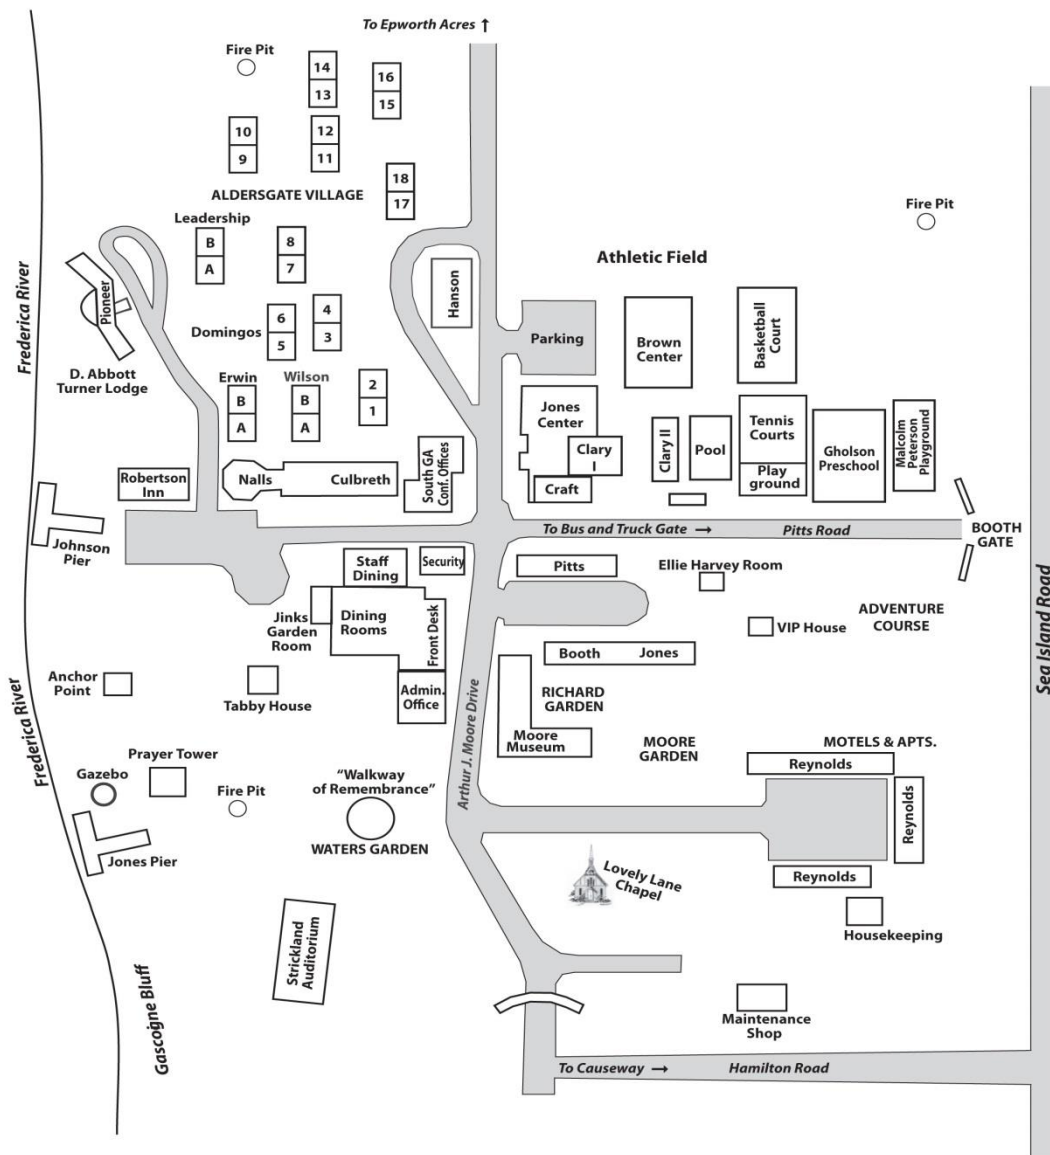 To Epworth Acres ↑
Fire Pit
14
13
16
15
10
9
12
11
18
17
ALDERSGATE VILLAGE
Leadership
B
A
8
7
Fire Pit
Athletic Field
Frederica River
Pioneer
D. Abbott
Turner Lodge
Domingos
6
5
4
3
Hanson
Parking
Brown
Center
Basketball
Court
Erwin
B
A
Wilson
B
A
2
1
Jones
Center
Clary
I
Craft
Clary II
Pool
Tennis
Courts
Play
ground
Gholson
Preschool
Malcolm
Peterson
Playground
Robertson
Inn
Nalls
Culbreth
South GA
Conf. Offices
Johnson
Pier
To Bus and Truck Gate →
Pitts Road
BOOTH
GATE
Staff
Dining
Security
Pitts
Ellie Harvey Room
Jinks
Garden
Room
Dining
Rooms
Front Desk
VIP House
ADVENTURE
COURSE
Sea Island Road
Booth
Jones
Anchor
Point
Tabby House
Admin.
Office
RICHARD
GARDEN
Moore
Museum
MOORE
GARDEN
Arthur J. Moore Drive
Frederica River
MOTELS & APTS.
Reynolds
Reynolds
Reynolds
Prayer Tower
Gazebo
Fire Pit
“Walkway
of Remembrance”
WATERS GARDEN
Jones Pier
Lovely Lane
Chapel
Housekeeping
Strickland
Auditorium
Gascoigne Bluff
Maintenance
Shop
To Causeway →
Hamilton Road